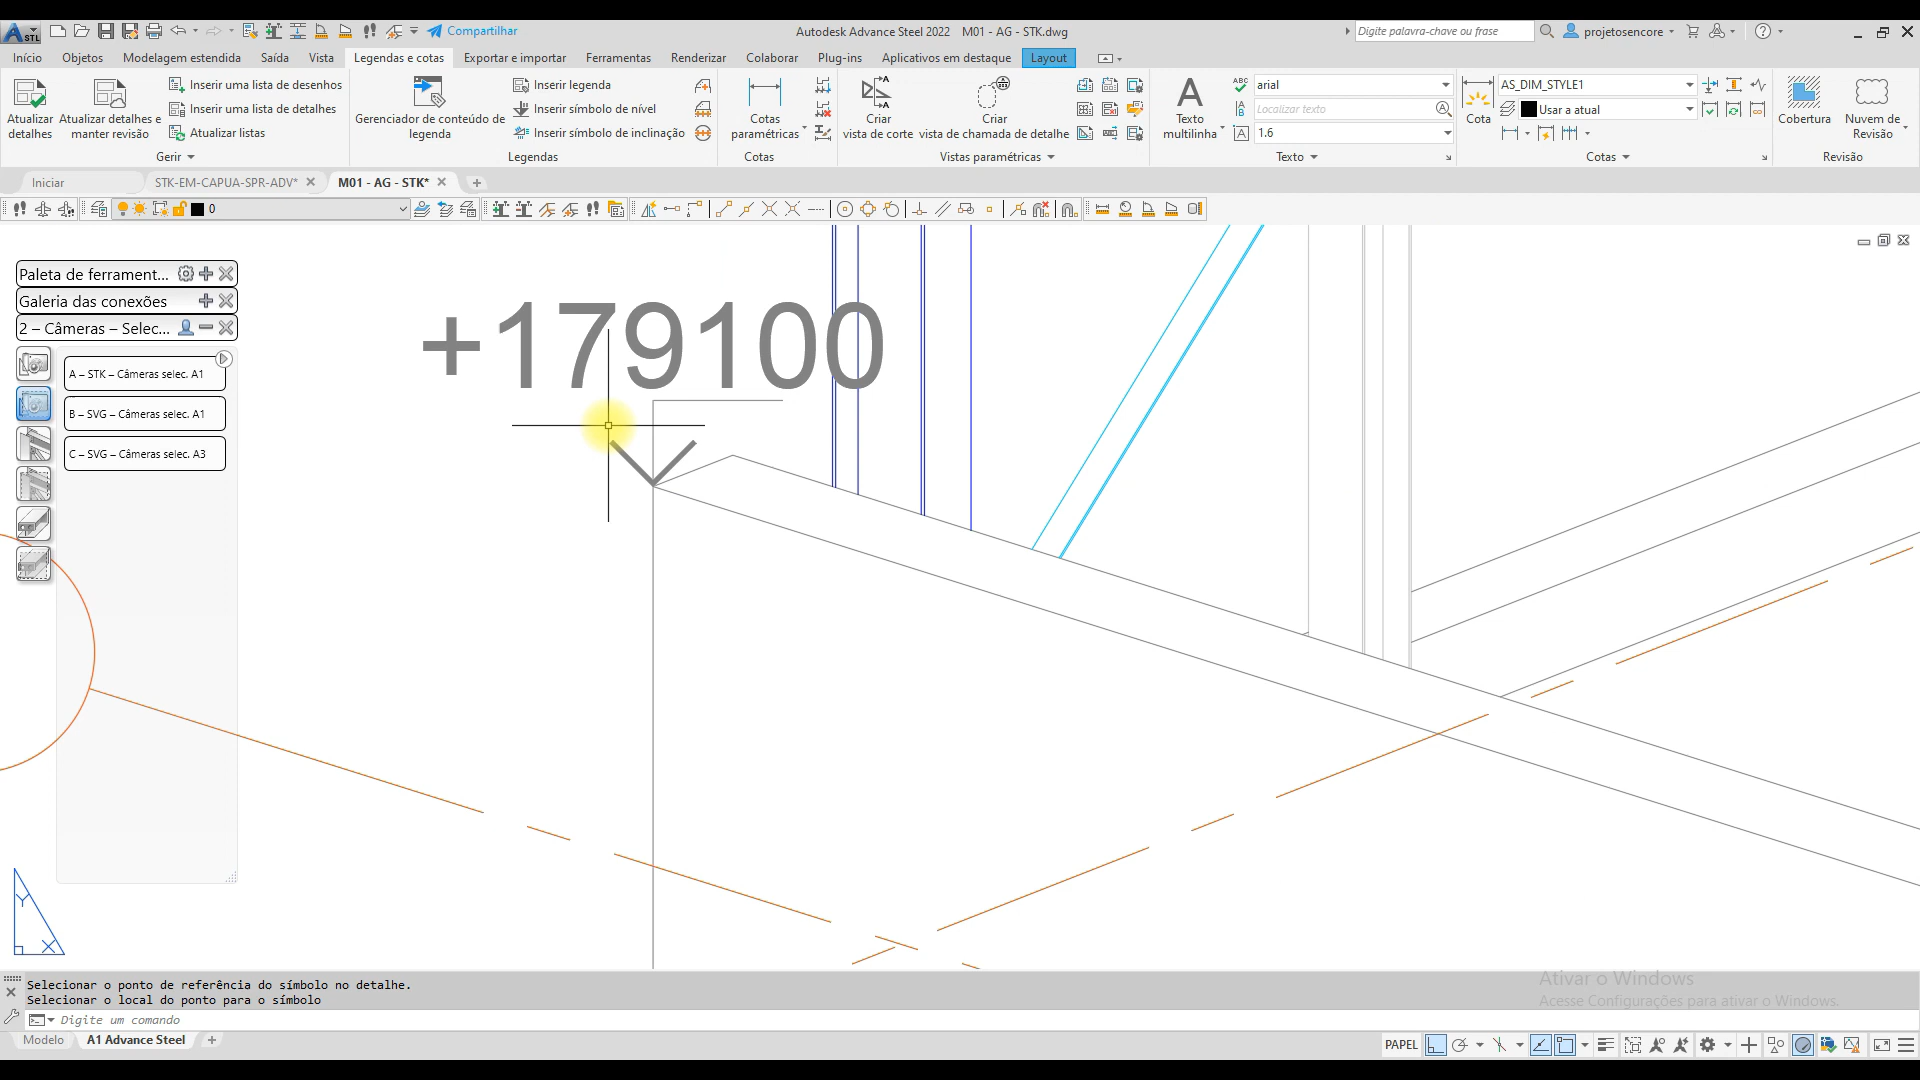 Compartilhar
Autodesk Advance Steel 2022 M01 - AG - STK.dwg
Digite palavra-chave ou frase
projetosencore
STL
Início Objetos Modelagem estendida Saída Vista Legendas e cotas Exportar e importar Ferramentas Renderizar Colaborar Plug-ins Aplicativos em destaque Layout
Atualizar detalhes
Atualizar detalhes e manter revisão
Inserir uma lista de desenhos
Inserir uma lista de detalhes
Atualizar listas
Gerir
Gerenciador de conteúdo de legenda
Inserir legenda
Inserir símbolo de nível
Inserir símbolo de inclinação
Legendas
Cotas paramétricas
Cotas
Criar vista de corte
Criar vista de chamada de detalhe
Vistas paramétricas
Texto multilinha
arial
Localizar texto
1.6
Texto
Cota
AS_DIM_STYLE1
Usar a atual
Cotas
Cobertura
Nuvem de Revisão
Revisão
Iniciar
STK-EM-CAPUA-SPR-ADV*
M01 - AG - STK*
0
Paleta de ferrament...
Galeria das conexões
2 – Câmeras – Selec...
A – STK – Câmeras selec. A1
B – SVG – Câmeras selec. A1
C – SVG – Câmeras selec. A3
+179100
Y
X
Selecionar o ponto de referência do símbolo no detalhe.
Selecionar o local do ponto para o símbolo
Digite um comando
Ativar o Windows
Acesse Configurações para ativar o Windows.
Modelo
A1 Advance Steel
PAPEL